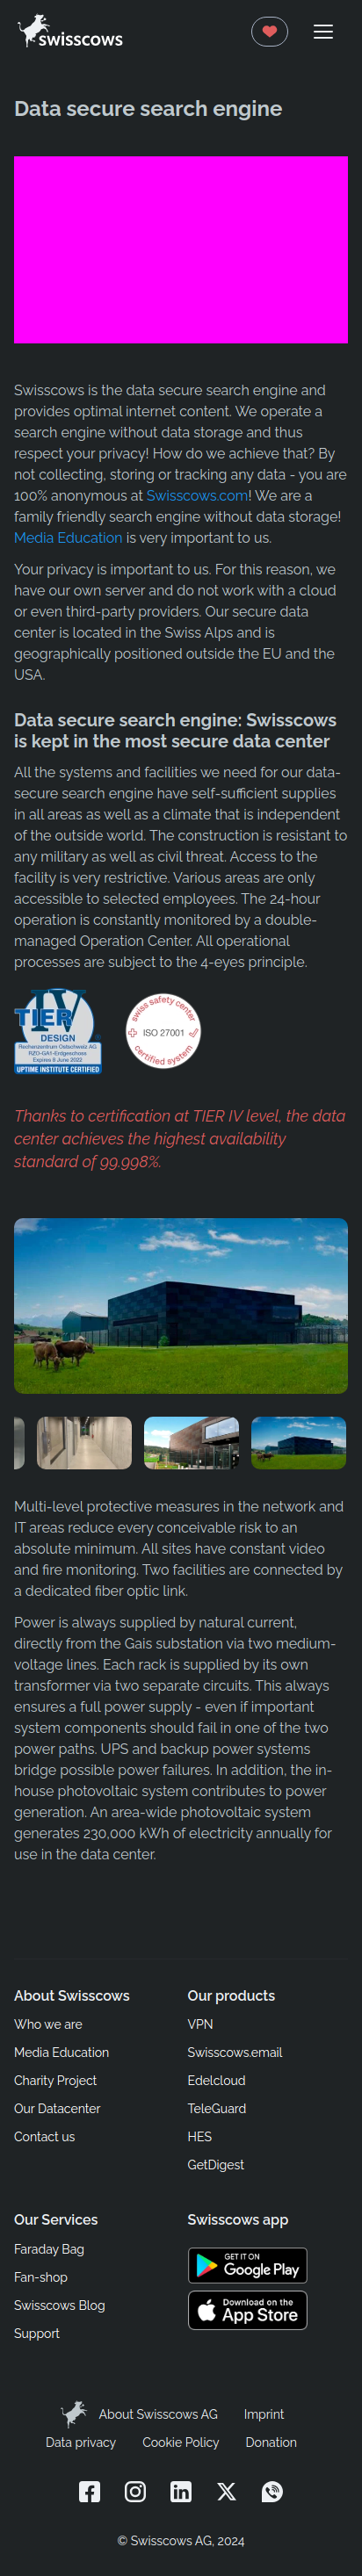 swisscows
Data secure search engine
Swisscows is the data secure search engine and
provides optimal internet content. We operate a
search engine without data storage and thus
respect your privacy! How do we achieve that? By
not collecting, storing or tracking any data - you are
100% anonymous at Swisscows.com! We are a
family friendly search engine without data storage!
Media Education is very important to us.
Your privacy is important to us. For this reason, we
have our own server and do not work with a cloud
or even third-party providers. Our secure data
center is located in the Swiss Alps and is
geographically positioned outside the EU and the
USA.
Data secure search engine: Swisscows
is kept in the most secure data center
All the systems and facilities we need for our data-
secure search engine have self-sufficient supplies
in all areas as well as a climate that is independent
of the outside world. The construction is resistant to
any military as well as civil threat. Access to the
facility is very restrictive. Various areas are only
accessible to selected employees. The 24-hour
operation is constantly monitored by a double-
managed Operation Center. All operational
processes are subject to the 4-eyes principle.
IV
TIER
DESIGN
Rechenzentrum Ostschweiz AG
RZO-GA1-Erdgeschoss
Expires 8 June 2022
UPTIME INSTITUTE CERTIFIED
swiss safety center
ISO 27001
certified system
Thanks to certification at TIER IV level, the data
center achieves the highest availability
standard of 99.998%.
Multi-level protective measures in the network and
IT areas reduce every conceivable risk to an
absolute minimum. All sites have constant video
and fire monitoring. Two facilities are connected by
a dedicated fiber optic link.
Power is always supplied by natural current,
directly from the Gais substation via two medium-
voltage lines. Each rack is supplied by its own
transformer via two separate circuits. This always
ensures a full power supply - even if important
system components should fail in one of the two
power paths. UPS and backup power systems
bridge possible power failures. In addition, the in-
house photovoltaic system contributes to power
generation. An area-wide photovoltaic system
generates 230,000 kWh of electricity annually for
use in the data center.
About Swisscows
Who we are
Media Education
Charity Project
Our Datacenter
Contact us
Our products
VPN
Swisscows.email
Edelcloud
TeleGuard
HES
GetDigest
Our Services
Faraday Bag
Fan-shop
Swisscows Blog
Support
Swisscows app
GET IT ON
Google Play
Download on the
App Store
About Swisscows AG Imprint
Data privacy Cookie Policy Donation
© Swisscows AG, 2024